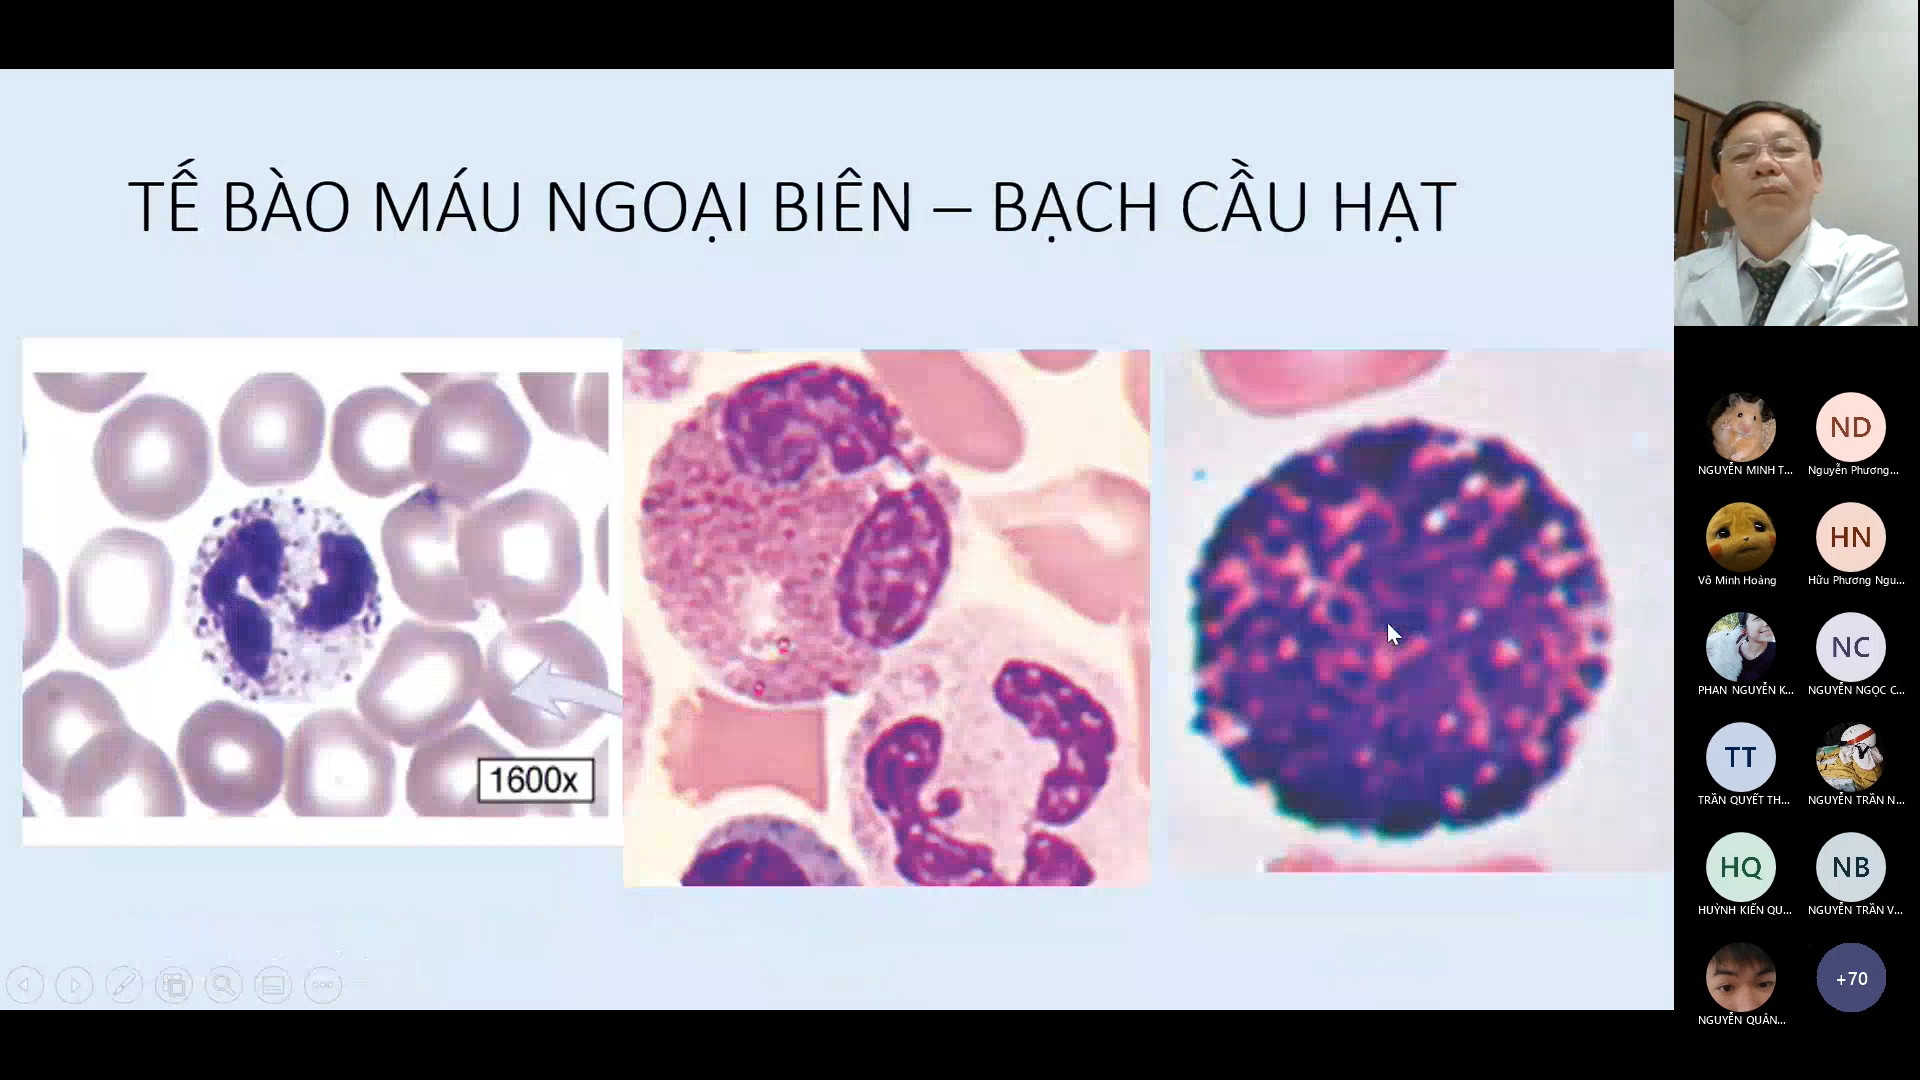 TẾ BÀO MÁU NGOẠI BIÊN – BẠCH CẦU HẠT
1600x
ND
NGUYỄN MINH T...
Nguyễn Phương...
HN
Võ Minh Hoảng
Hữu Phương Ngu...
NC
PHAN NGUYỄN K...
NGUYỄN NGỌC C...
TT
TRẦN QUYẾT TH...
NGUYỄN TRẦN N...
HQ
NB
HUỲNH KIẾN QU...
NGUYỄN TRẦN V...
+70
NGUYỄN QUÂN...